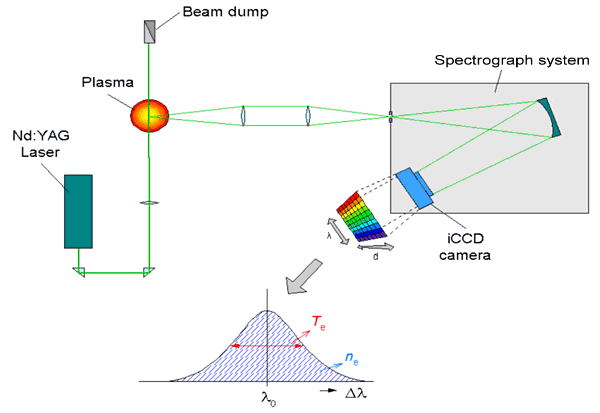 Beam dump
Plasma
Spectrograph system
Nd:YAG
Laser
iCCD
camera
λ
d
Te
ne
λ0
Δλ